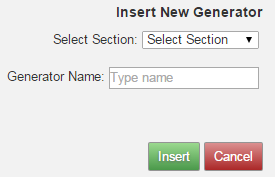 Insert New Generator
Select Section: Select Section
Generator Name: Type name
Insert Cancel